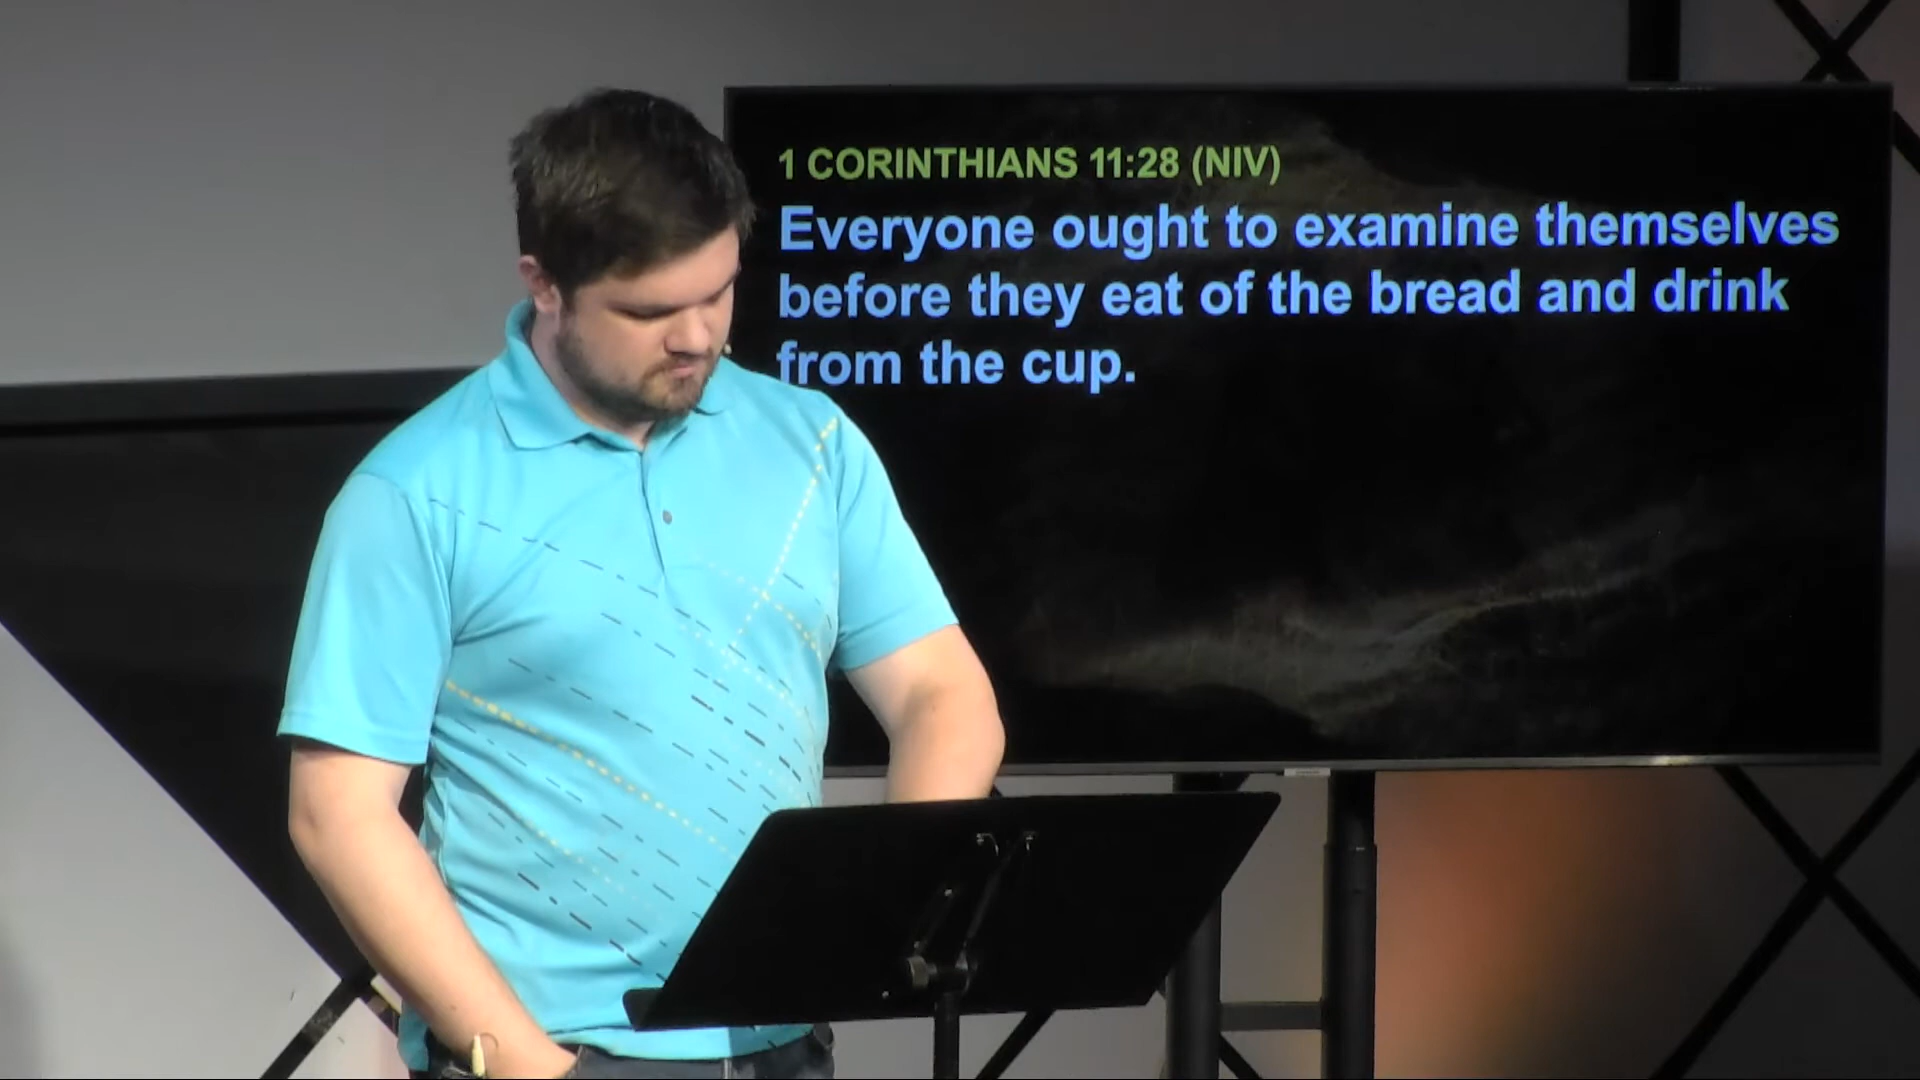 1 CORINTHIANS 11:28 (NIV)
Everyone ought to examine themselves
before they eat of the bread and drink
from the cup.